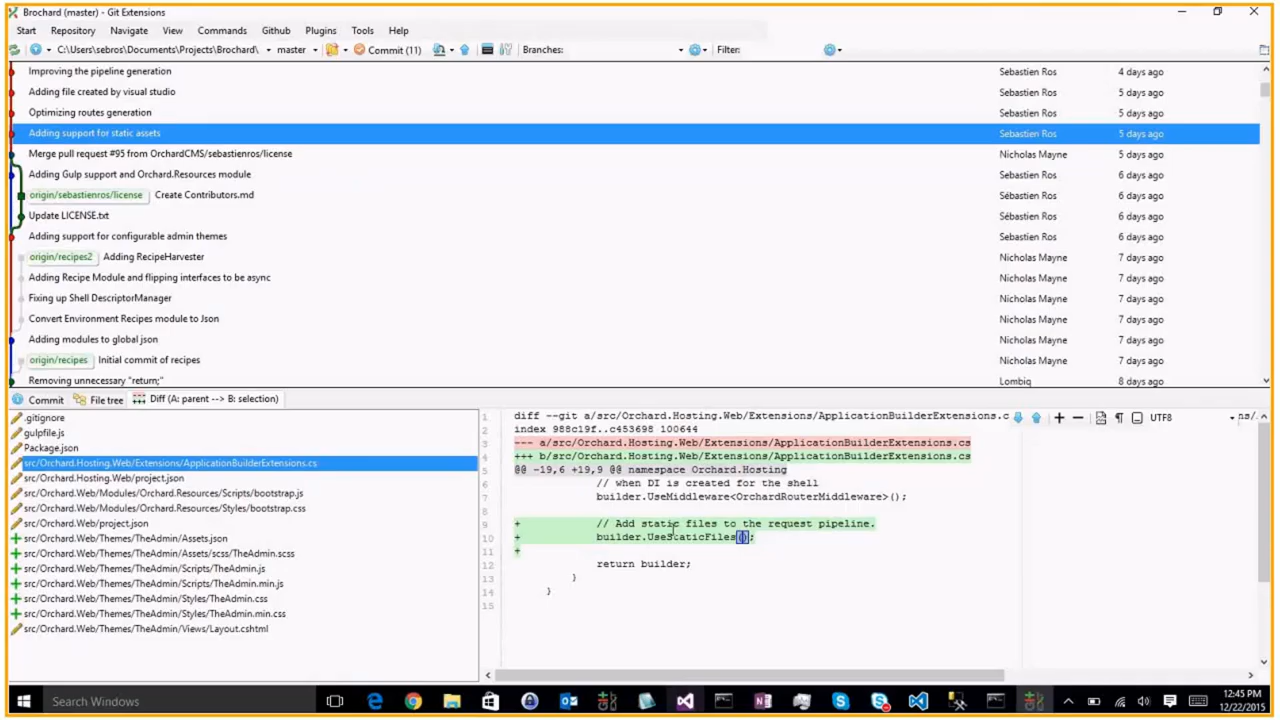 Brochard (master) - Git Extensions
Start Repository Navigate View Commands Github Plugins Tools Help
C:\Users\sebros\Documents\Projects\Brochard\ master Commit (11) Branches: Filter:
Improving the pipeline generation Sebastien Ros 4 days ago
Adding file created by visual studio Sebastien Ros 5 days ago
Optimizing routes generation Sebastien Ros 5 days ago
Adding support for static assets Sebastien Ros 5 days ago
Merge pull request #95 from OrchardCMS/sebastienros/license Nicholas Mayne 5 days ago
Adding Gulp support and Orchard.Resources module Sebastien Ros 6 days ago
origin/sebastienros/license Create Contributors.md Sébastien Ros 6 days ago
Update LICENSE.txt Sébastien Ros 6 days ago
Adding support for configurable admin themes Sebastien Ros 6 days ago
origin/recipes2 Adding RecipeHarvester Nicholas Mayne 7 days ago
Adding Recipe Module and flipping interfaces to be async Nicholas Mayne 7 days ago
Fixing up Shell DescriptorManager Nicholas Mayne 7 days ago
Convert Environment Recipes module to Json Nicholas Mayne 7 days ago
Adding modules to global json Nicholas Mayne 7 days ago
origin/recipes Initial commit of recipes Nicholas Mayne 7 days ago
Removing unnecessary "return;" Lombiq 8 days ago
Commit File tree Diff (A: parent --> B: selection)
.gitignore
gulpfile.js
Package.json
src/Orchard.Hosting.Web/Extensions/ApplicationBuilderExtensions.cs
src/Orchard.Hosting.Web/project.json
src/Orchard.Web/Modules/Orchard.Resources/Scripts/bootstrap.js
src/Orchard.Web/Modules/Orchard.Resources/Styles/bootstrap.css
src/Orchard.Web/project.json
src/Orchard.Web/Themes/TheAdmin/Assets.json
src/Orchard.Web/Themes/TheAdmin/Assets/scss/TheAdmin.scss
src/Orchard.Web/Themes/TheAdmin/Scripts/TheAdmin.js
src/Orchard.Web/Themes/TheAdmin/Scripts/TheAdmin.min.js
src/Orchard.Web/Themes/TheAdmin/Styles/TheAdmin.css
src/Orchard.Web/Themes/TheAdmin/Styles/TheAdmin.min.css
src/Orchard.Web/Themes/TheAdmin/Views/Layout.cshtml
1 diff --git a/src/Orchard.Hosting.Web/Extensions/ApplicationBuilderExtensions.c UTF8 ns/
2 index 988c19f..c453698 100644
3 --- a/src/Orchard.Hosting.Web/Extensions/ApplicationBuilderExtensions.cs
4 +++ b/src/Orchard.Hosting.Web/Extensions/ApplicationBuilderExtensions.cs
5 @@ -19,6 +19,9 @@ namespace Orchard.Hosting
6 // when DI is created for the shell
7 builder.UseMiddleware<OrchardRouterMiddleware>();
8
9 + // Add static files to the request pipeline.
10 + builder.UseStaticFiles();
11 +
12 return builder;
13 }
14 }
15
Search Windows
12:45 PM
12/22/2015